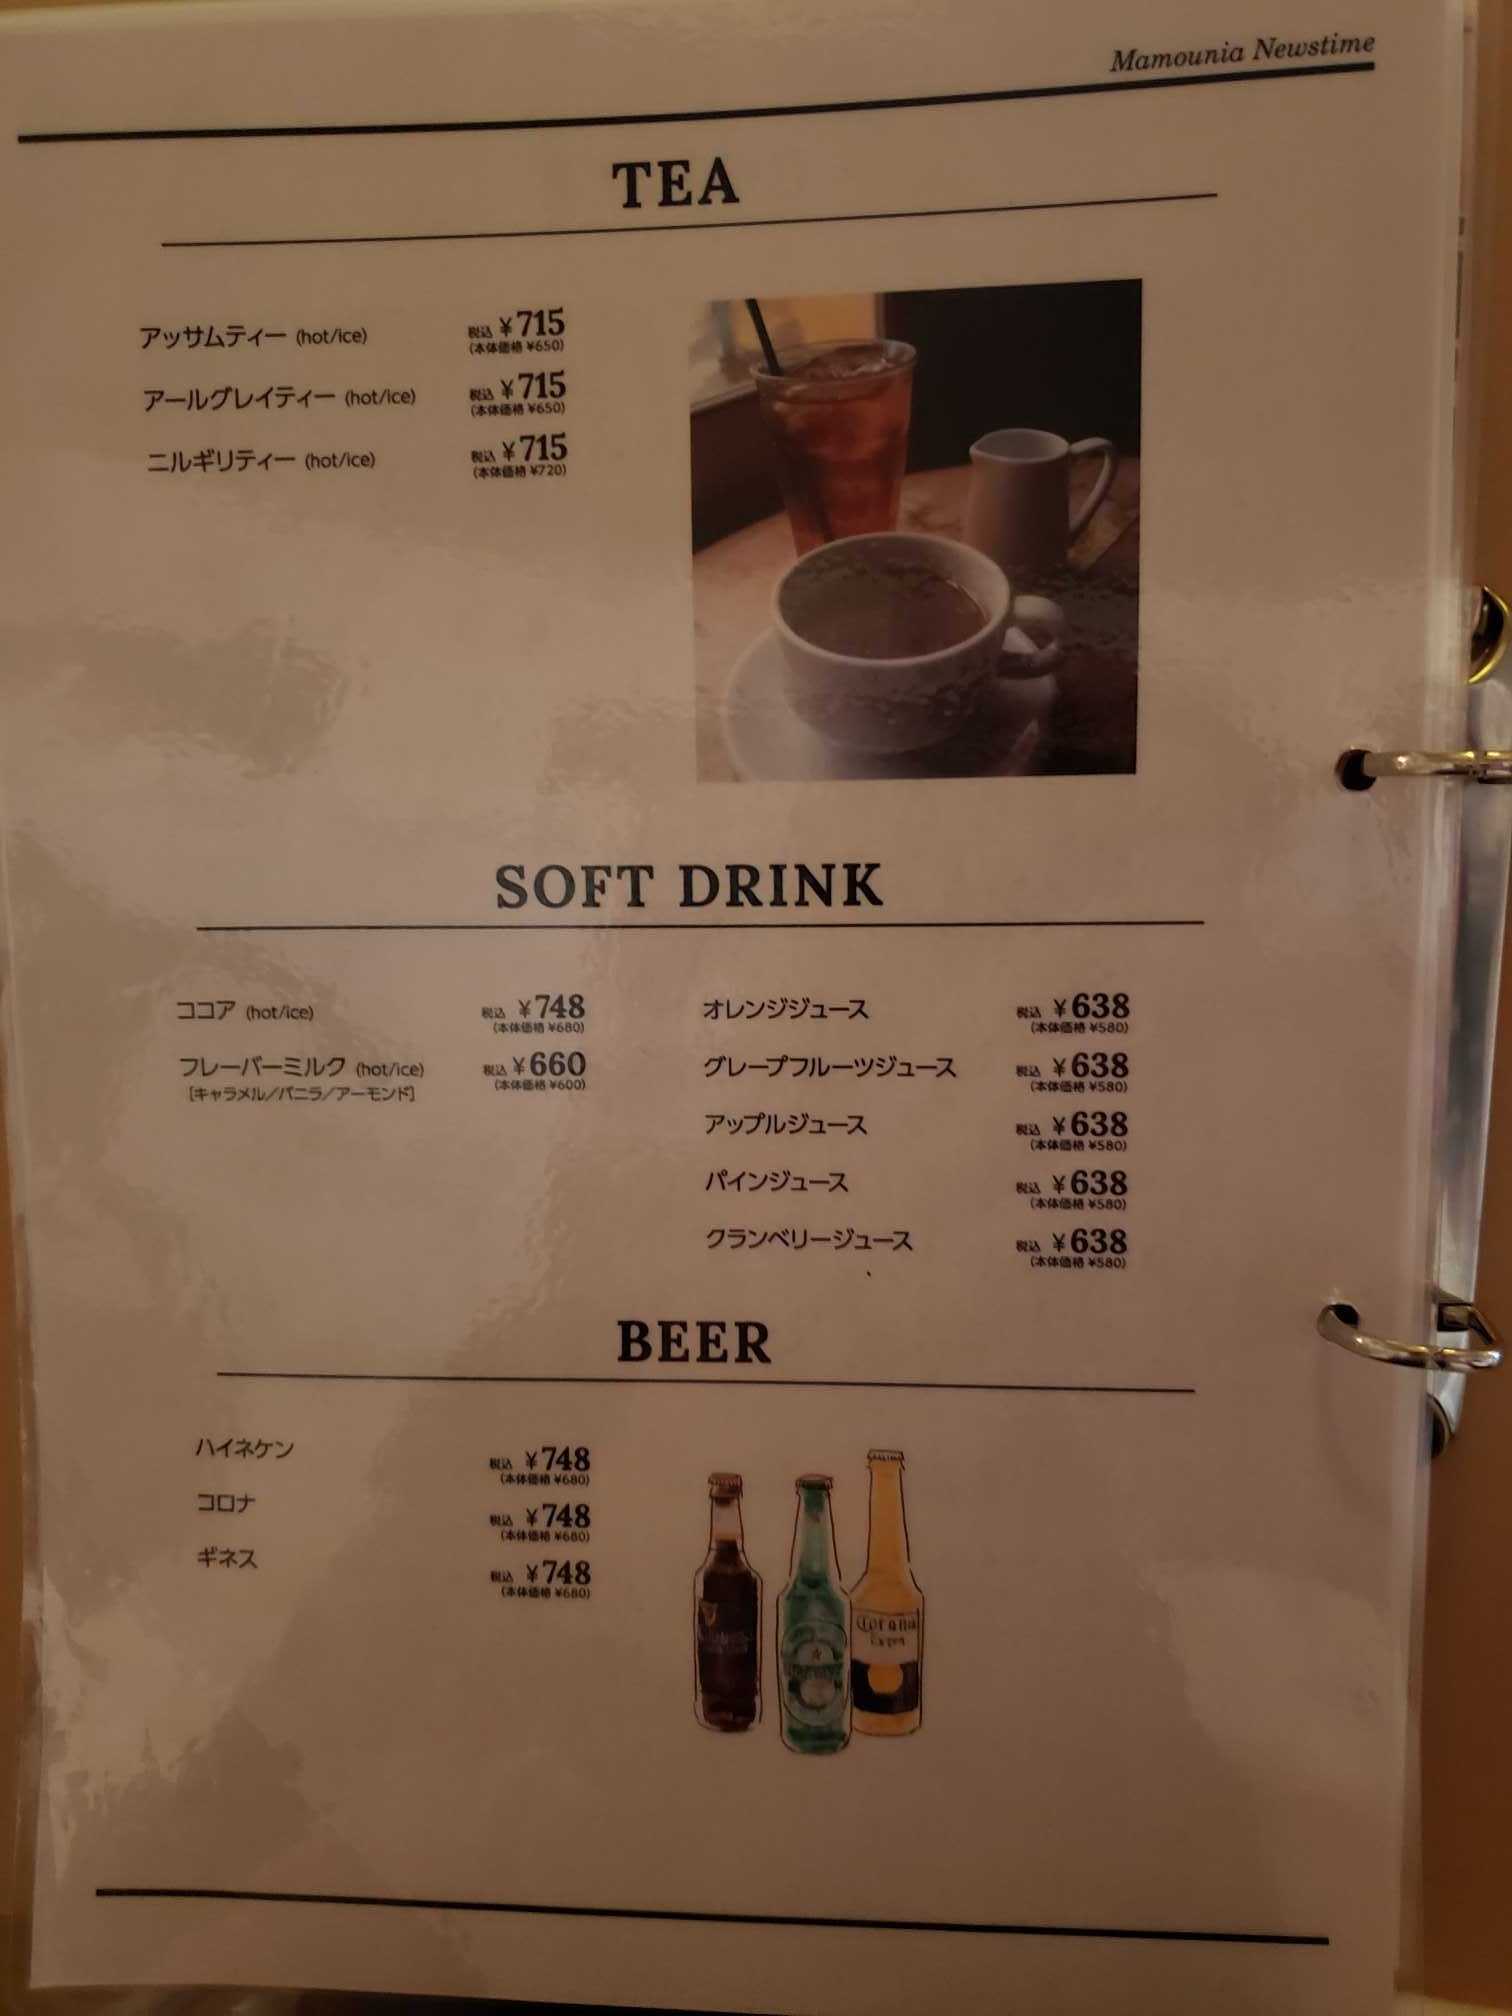 Mamounia Newstime
TEA
アッサムティー (hot/ice) 税込 ¥715
(本体価格 ¥650)
アールグレイティー (hot/ice) 税込 ¥715
(本体価格 ¥650)
ニルギリティー (hot/ice) 税込 ¥715
(本体価格 ¥720)
SOFT DRINK
ココア (hot/ice) 税込 ¥748
(本体価格 ¥680)
フレーバーミルク (hot/ice) 税込 ¥660
[キャラメル／バニラ／アーモンド] (本体価格 ¥600)
オレンジジュース 税込 ¥638
(本体価格 ¥580)
グレープフルーツジュース 税込 ¥638
(本体価格 ¥580)
アップルジュース 税込 ¥638
(本体価格 ¥580)
パインジュース 税込 ¥638
(本体価格 ¥580)
クランベリージュース 税込 ¥638
(本体価格 ¥580)
BEER
ハイネケン 税込 ¥748
(本体価格 ¥680)
コロナ 税込 ¥748
(本体価格 ¥680)
ギネス 税込 ¥748
(本体価格 ¥680)
Corona
Extra